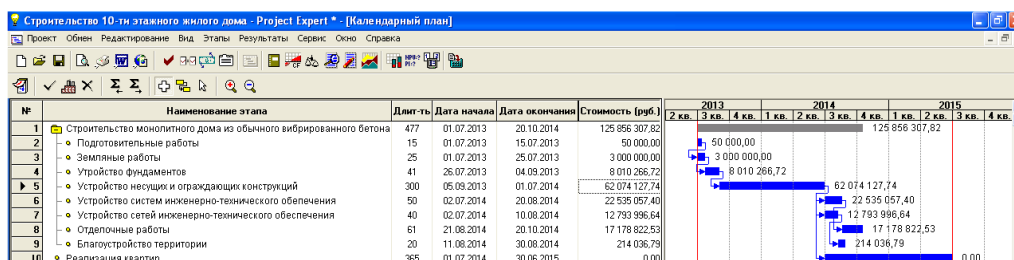 Строительство 10-ти этажного жилого дома - Project Expert * - [Календарный план]
Проект Обмен Редактирование Вид Этапы Результаты Сервис Окно Справка
№ Наименование этапа Длит-ть Дата начала Дата окончания Стоимость (руб.) 2013 2014 2015
2 кв. 3 кв. 4 кв. 1 кв. 2 кв. 3 кв. 4 кв. 1 кв. 2 кв. 3 кв. 4 кв.
1 Строительство монолитного дома из обычного вибрированного бетона 477 01.07.2013 20.10.2014 125 856 307,82 125 856 307,82
2 Подготовительные работы 15 01.07.2013 15.07.2013 50 000,00 50 000,00
3 Земляные работы 25 01.07.2013 25.07.2013 3 000 000,00 3 000 000,00
4 Утройство фундаментов 41 26.07.2013 04.09.2013 8 010 266,72 8 010 266,72
5 Устройство несущих и ограждающих конструкций 300 05.09.2013 01.07.2014 62 074 127,74 62 074 127,74
6 Устройство систем инженерно-технического обепечения 50 02.07.2014 20.08.2014 22 535 057,40 22 535 057,40
7 Устройство сетей инженерно-технического обеспечения 40 02.07.2014 10.08.2014 12 793 996,64 12 793 996,64
8 Отделочные работы 61 21.08.2014 20.10.2014 17 178 822,53 17 178 822,53
9 Благоустройство территории 20 11.08.2014 30.08.2014 214 036,79 214 036,79
10 Реализация квартир 365 01.07.2014 30.06.2015 0,00 0,00